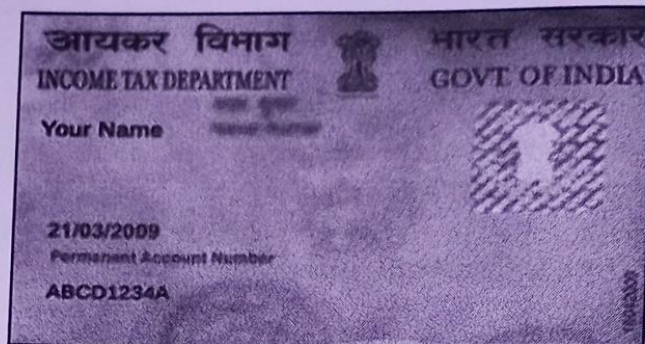 आयकर विभाग
भारत सरकार
INCOME TAX DEPARTMENT
GOVT. OF INDIA
Your Name
21/03/2009
Permanent Account Number
ABCD1234A